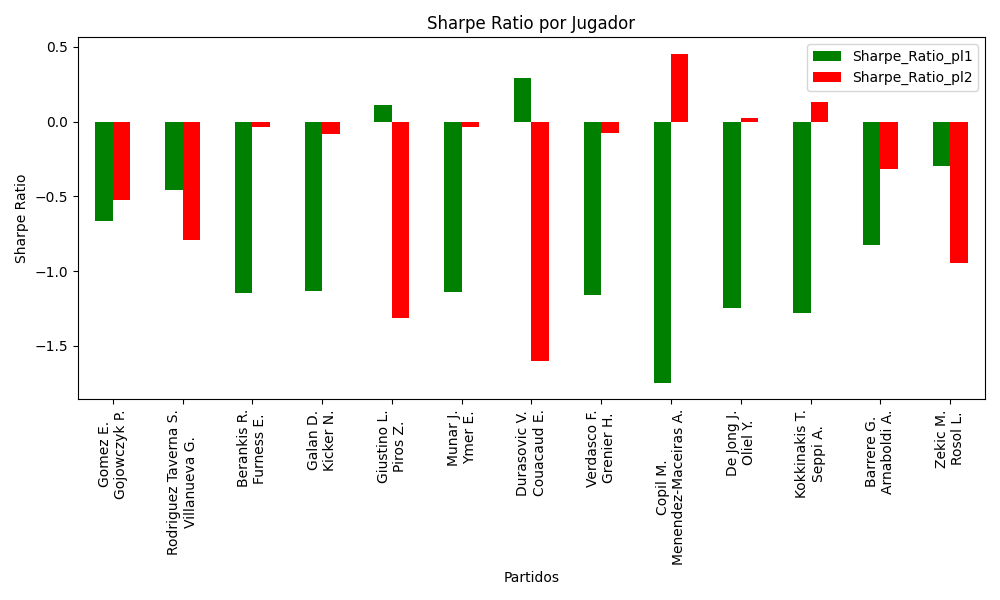 Sharpe Ratio por Jugador
Sharpe_Ratio_pl1
Sharpe_Ratio_pl2
Sharpe Ratio
0.5
0.0
−0.5
−1.0
−1.5
Gomez E.
Gojowczyk P.
Rodriguez Taverna S.
Villanueva G.
Berankis R.
Furness E.
Galan D.
Kicker N.
Giustino L.
Piros Z.
Munar J.
Ymer E.
Durasovic V.
Couacaud E.
Verdasco F.
Grenier H.
Copil M.
Menendez-Maceiras A.
De Jong J.
Oliel Y.
Kokkinakis T.
Seppi A.
Barrere G.
Arnaboldi A.
Zekic M.
Rosol L.
Partidos